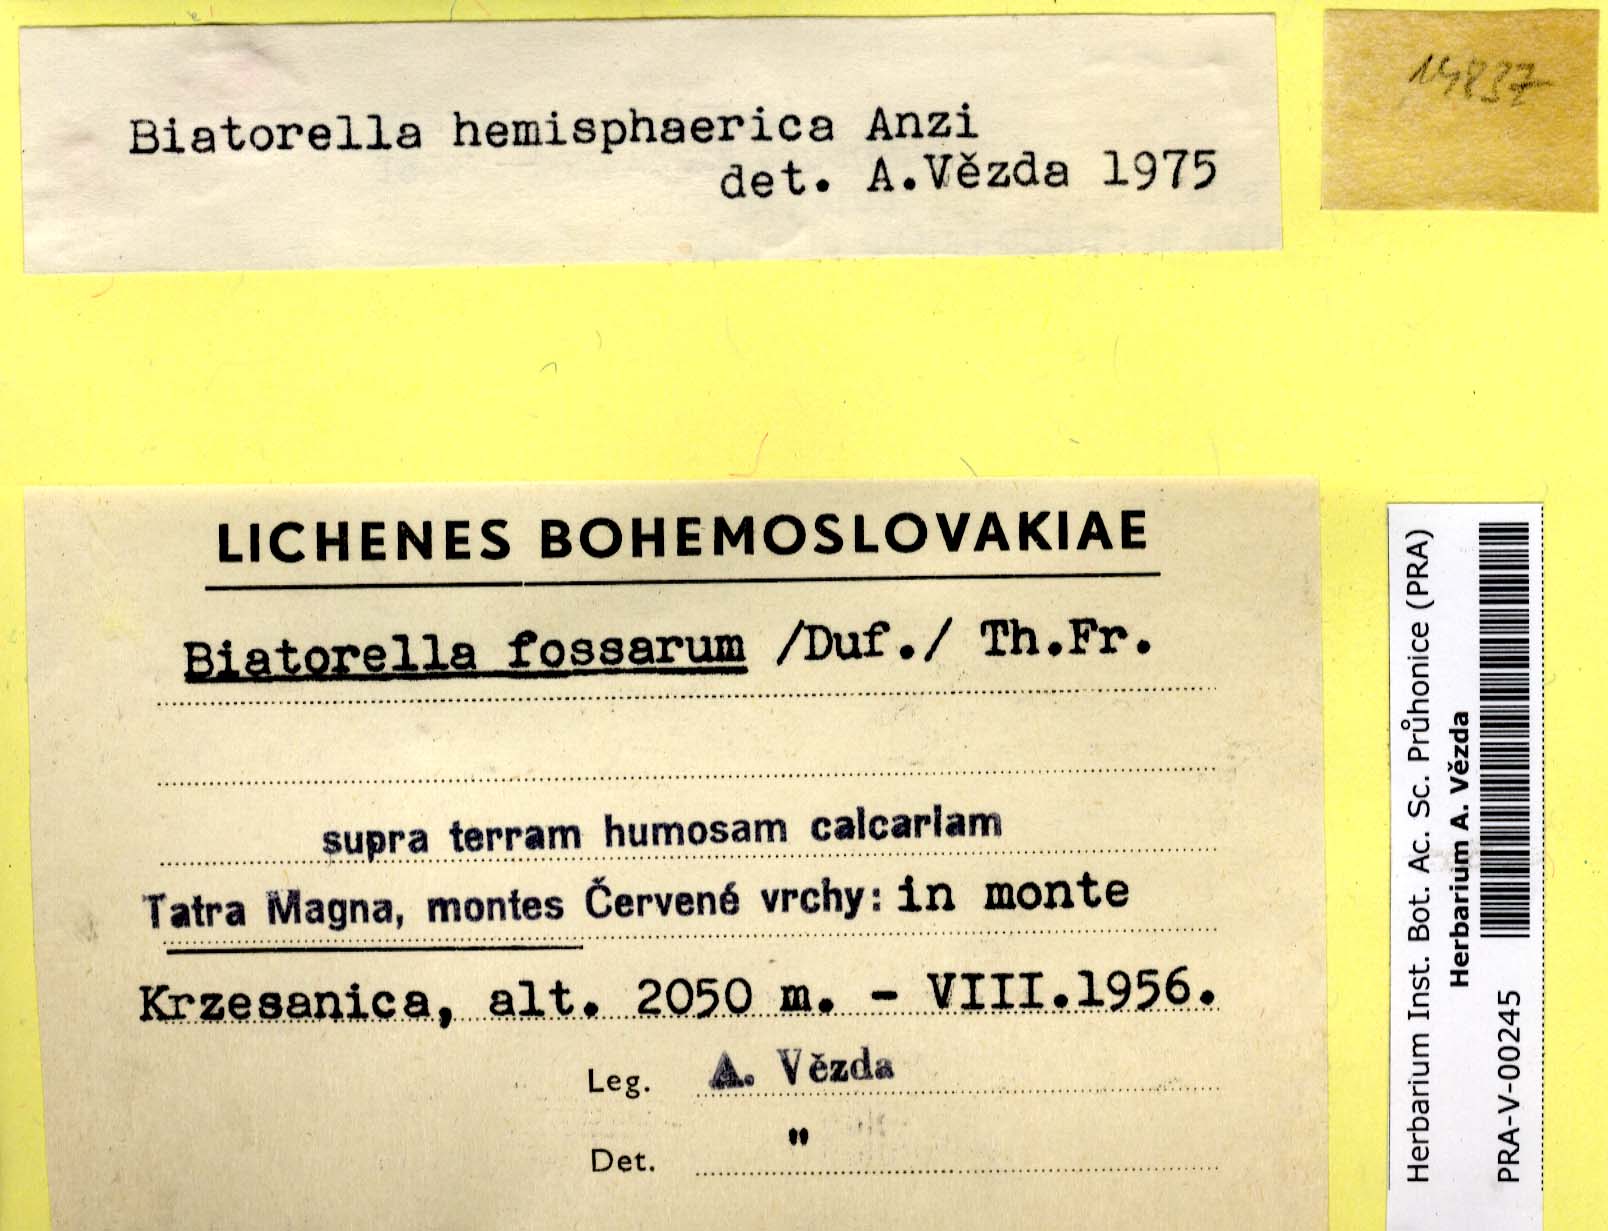 Biatorella hemisphaerica Anzi
det. A.Vězda 1975
LICHENES BOHEMOSLOVAKIAE
Biatorella fossarum /Duf./ Th.Fr.
supra terram humosam calcariam
Tatra Magna, montes Červené vrchy: in monte
Krzesanica, alt. 2050 m. - VIII.1956.
Leg. A. Vězda
Det. "
Herbarium Inst. Bot. Ac. Sc. Průhonice (PRA)
Herbarium A. Vězda
PRA-V-00245